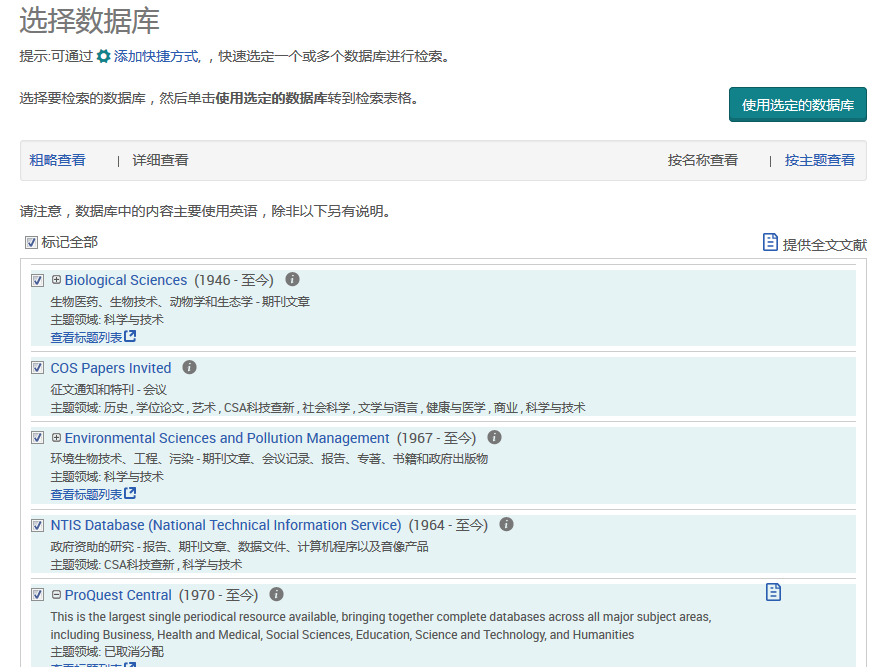 选择数据库
提示:可通过 添加快捷方式, ，快速选定一个或多个数据库进行检索。
选择要检索的数据库，然后单击使用选定的数据库转到检索表格。
使用选定的数据库
粗略查看 | 详细查看 按名称查看 | 按主题查看
请注意，数据库中的内容主要使用英语，除非以下另有说明。
标记全部 提供全文文献
Biological Sciences (1946 - 至今)
生物医药、生物技术、动物学和生态学 - 期刊文章
主题领域: 科学与技术
查看标题列表
COS Papers Invited
征文通知和特刊 - 会议
主题领域: 历史 , 学位论文 , 艺术 , CSA科技查新 , 社会科学 , 文学与语言 , 健康与医学 , 商业 , 科学与技术
Environmental Sciences and Pollution Management (1967 - 至今)
环境生物技术、工程、污染 - 期刊文章、会议记录、报告、专著、书籍和政府出版物
主题领域: 科学与技术
查看标题列表
NTIS Database (National Technical Information Service) (1964 - 至今)
政府资助的研究 - 报告、期刊文章、数据文件、计算机程序以及音像产品
主题领域: CSA科技查新 , 科学与技术
ProQuest Central (1970 - 至今)
This is the largest single periodical resource available, bringing together complete databases across all major subject areas,
including Business, Health and Medical, Social Sciences, Education, Science and Technology, and Humanities
主题领域: 已取消分配
查看标题列表